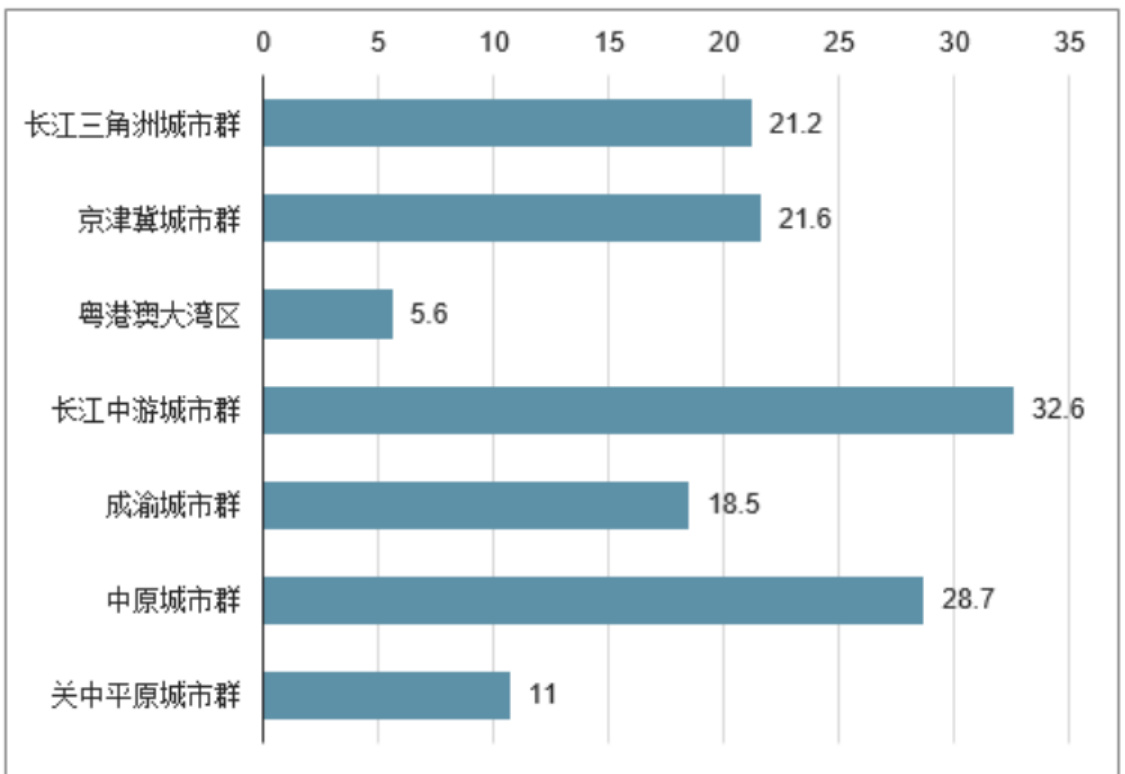 0 5 10 15 20 25 30 35
长江三角洲城市群 21.2
京津冀城市群 21.6
粤港澳大湾区 5.6
长江中游城市群 32.6
成渝城市群 18.5
中原城市群 28.7
关中平原城市群 11